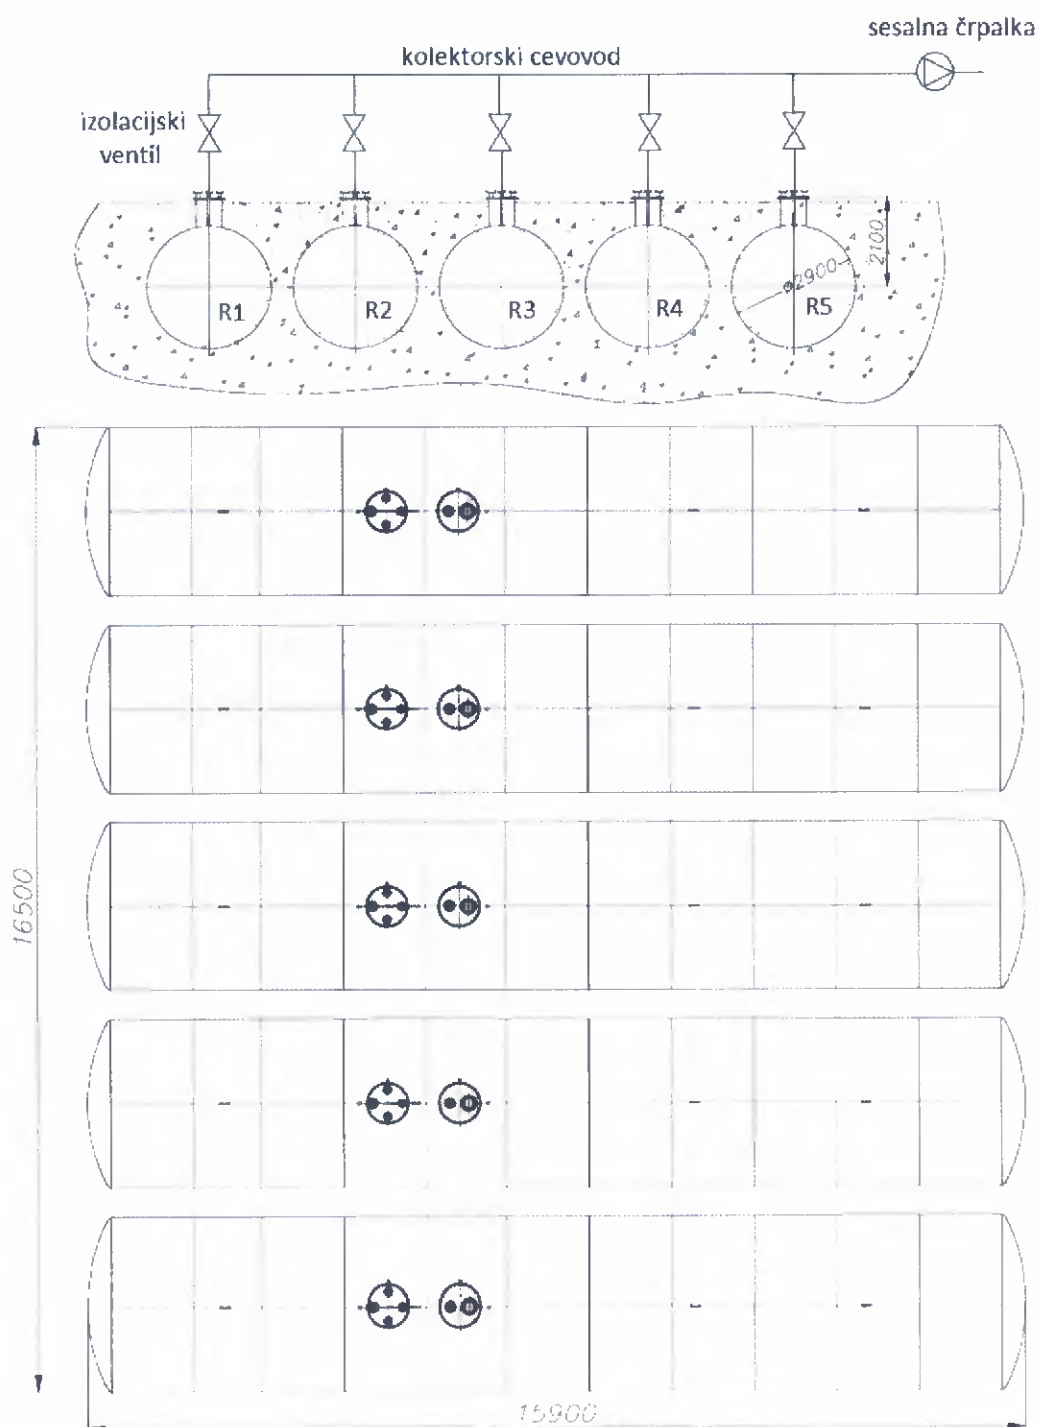 sesalna črpalka
kolektorski cevovod
izolacijski
ventil
2100
ø2900
R1
R2
R3
R4
R5
16500
15900